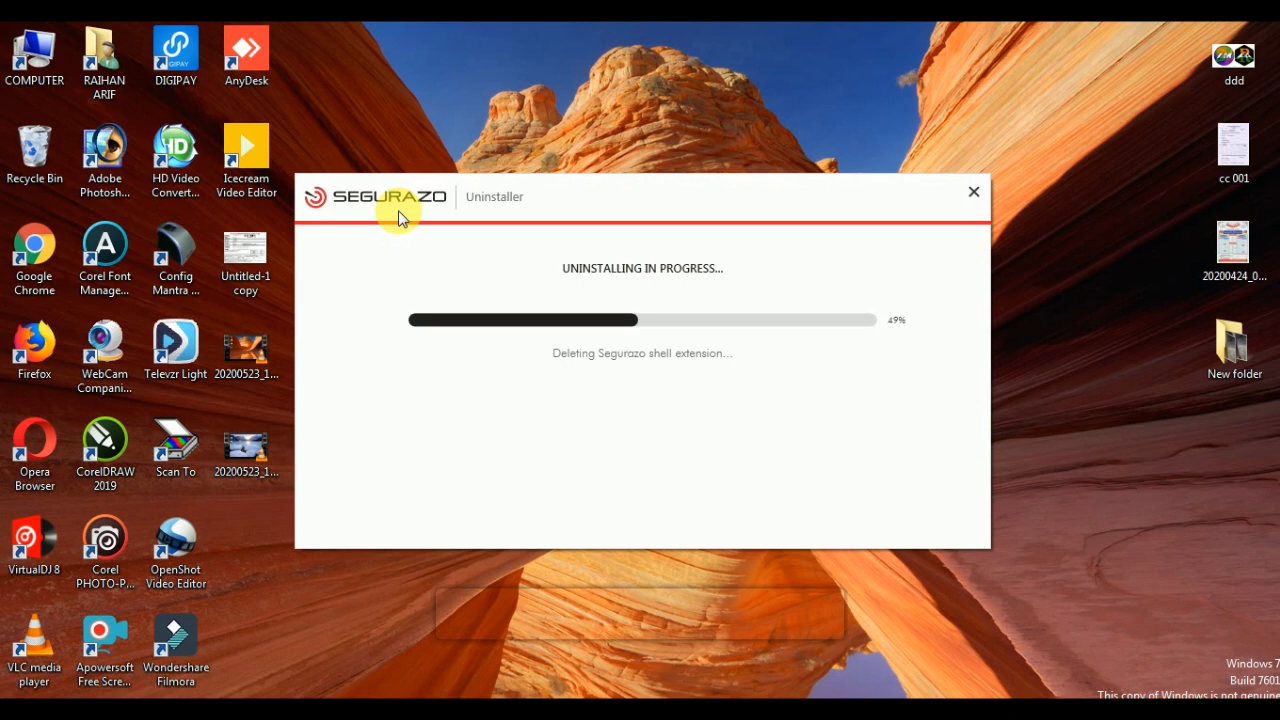 COMPUTER
RAIHAN
ARIF
DIGIPAY
GIPAY
AnyDesk
ddd
Recycle Bin
Adobe
Photosh...
HD
HD Video
Convert...
Icecream
Video Editor
cc 001
SEGURAZO
Uninstaller
Google
Chrome
Corel Font
Manage...
Config
Mantra ...
Untitled-1
copy
20200424_0...
UNINSTALLING IN PROGRESS...
49%
Deleting Segurazo shell extension...
Firefox
WebCam
Compani...
Televzr Light
20200523_1...
New folder
Opera
Browser
CorelDRAW
2019
Scan To
20200523_1...
VirtualDJ 8
Corel
PHOTO-P...
OpenShot
Video Editor
VLC media
player
Apowersoft
Free Scre...
Wondershare
Filmora
Windows 7
Build 7601
This copy of Windows is not genuine